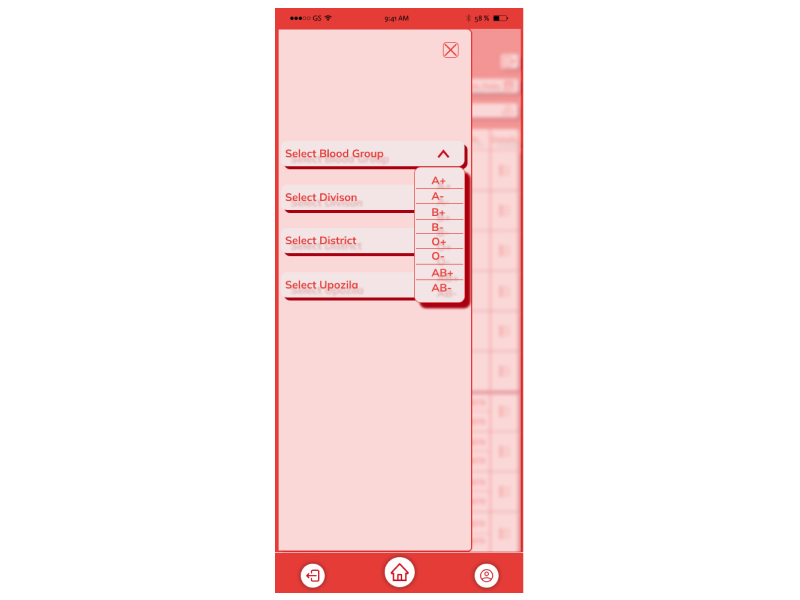 GS 9:41 AM 58 %
Select Blood Group
A+
A-
Select Divison
B+
B-
Select District
O+
O-
AB+
Select Upozila
AB-